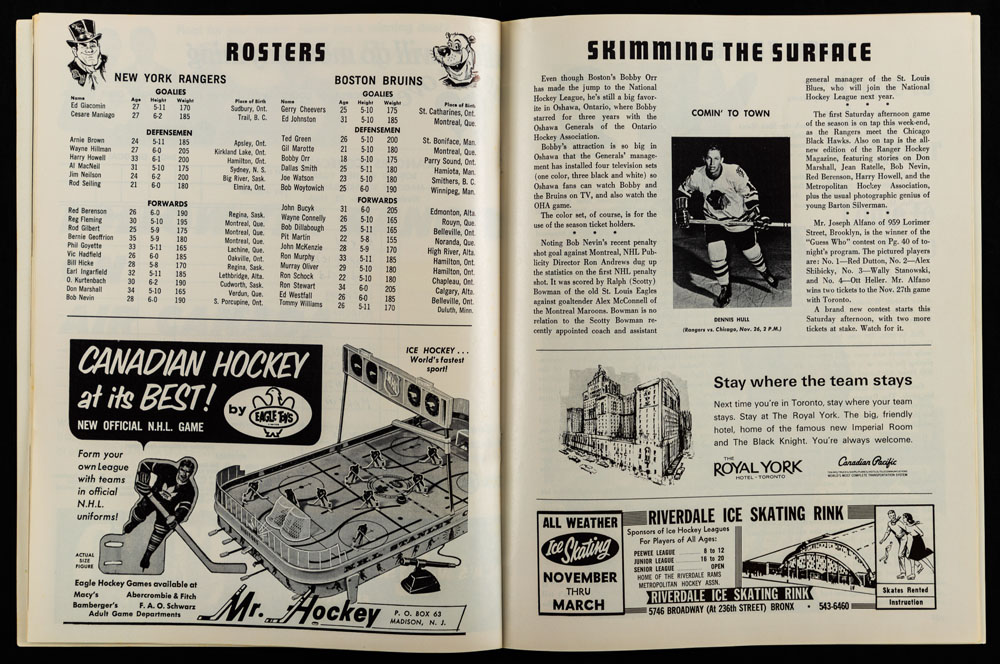 ROSTERS
NEW YORK RANGERS
GOALIES
Name Age Height Weight Place of Birth
Ed Giacomin 27 5-11 170 Sudbury, Ont.
Cesare Maniago 27 6-2 185 Trail, B. C.
DEFENSEMEN
Arnie Brown 24 5-11 185 Apsley, Ont.
Wayne Hillman 27 6-0 205 Kirkland Lake, Ont.
Harry Howell 33 6-1 200 Hamilton, Ont.
Al MacNeil 31 5-10 175 Sydney, N. S.
Jim Neilson 24 6-2 200 Big River, Sask.
Rod Seiling 21 6-0 180 Elmira, Ont.
FORWARDS
Red Berenson 26 6-0 190 Regina, Sask.
Reg Fleming 30 5-10 195 Montreal, Que.
Rod Gilbert 25 5-9 175 Montreal, Que.
Bernie Geoffrion 35 5-9 180 Montreal, Que.
Phil Goyette 33 5-11 165 Lachine, Que.
Vic Hadfield 26 6-0 185 Oakville, Ont.
Bill Hicke 28 5-8 170 Regina, Sask.
Earl Ingarfield 32 5-11 185 Lethbridge, Alta.
O. Kurtenbach 30 6-2 190 Cudworth, Sask.
Don Marshall 34 5-10 165 Verdun, Que.
Bob Nevin 28 6-0 190 S. Porcupine, Ont.
BOSTON BRUINS
GOALIES
Name Age Height Weight Place of Birth
Gerry Cheevers 25 5-10 175 St. Catharines, Ont.
Ed Johnston 31 5-10 185 Montreal, Que.
DEFENSEMEN
Ted Green 26 5-10 200 St. Boniface, Man.
Gil Marotte 21 5-10 180 Montreal, Que.
Bobby Orr 18 5-10 175 Parry Sound, Ont.
Dallas Smith 25 5-11 180 Hamiota, Man.
Joe Watson 23 5-10 180 Smithers, B. C.
Bob Woytowich 25 6-0 190 Winnipeg, Man.
FORWARDS
John Bucyk 31 6-0 205 Edmonton, Alta.
Wayne Connelly 26 5-10 165 Rouyn, Que.
Bob Dillabough 25 5-11 165 Belleville, Ont.
Pit Martin 22 5-8 155 Noranda, Que.
John McKenzie 28 5-9 170 High River, Alta.
Ron Murphy 33 5-11 185 Hamilton, Ont.
Murray Oliver 29 5-10 180 Hamilton, Ont.
Ron Schock 22 5-10 180 Chapleau, Ont.
Ron Stewart 34 6-0 205 Calgary, Alta.
Ed Westfall 26 6-0 185 Belleville, Ont.
Tommy Williams 26 5-11 170 Duluth, Minn.
CANADIAN HOCKEY
at its BEST!
NEW OFFICIAL N.H.L. GAME
by EAGLE TOYS
ICE HOCKEY . . .
World's fastest
sport!
Form your
own League
with teams
in official
N.H.L.
uniforms!
ACTUAL
SIZE
FIGURE
Eagle Hockey Games available at
Macy's Abercrombie & Fitch
Bamberger's F. A. O. Schwarz
Adult Game Departments
Mr. Hockey
P. O. BOX 63
MADISON, N. J.
SKIMMING THE SURFACE
Even though Boston's Bobby Orr
has made the jump to the National
Hockey League, he's still a big favor-
ite in Oshawa, Ontario, where Bobby
starred for three years with the
Oshawa Generals of the Ontario
Hockey Association.
Bobby's attraction is so big in
Oshawa that the Generals' manage-
ment has installed four television sets
(one color, three black and white) so
Oshawa fans can watch Bobby and
the Bruins on TV, and also watch the
OHA game.
The color set, of course, is for the
use of the season ticket holders.
* * *
Noting Bob Nevin's recent penalty
shot goal against Montreal, NHL Pub-
licity Director Ron Andrews dug up
the statistics on the first NHL penalty
shot. It was scored by Ralph (Scotty)
Bowman of the old St. Louis Eagles
against goaltender Alex McConnell of
the Montreal Maroons. Bowman is no
relation to the Scotty Bowman re-
cently appointed coach and assistant
COMIN' TO TOWN
DENNIS HULL
(Rangers vs. Chicago, Nov. 26, 2 P.M.)
general manager of the St. Louis
Blues, who will join the National
Hockey League next year.
* * *
The first Saturday afternoon game
of the season is on tap this week-end,
as the Rangers meet the Chicago
Black Hawks. Also on tap is the all-
new edition of the Ranger Hockey
Magazine, featuring stories on Don
Marshall, Jean Ratelle, Bob Nevin,
Red Berenson, Harry Howell, and the
Metropolitan Hockey Association,
plus the usual photographic genius of
young Barton Silverman.
* * *
Mr. Joseph Alfano of 959 Lorimer
Street, Brooklyn, is the winner of the
"Guess Who" contest on Pg. 40 of to-
night's program. The pictured players
are: No. 1—Red Dutton, No. 2—Alex
Shibicky, No. 3—Wally Stanowski,
and No. 4—Ott Heller. Mr. Alfano
wins two tickets to the Nov. 27th game
with Toronto.
A brand new contest starts this
Saturday afternoon, with two more
tickets at stake. Watch for it.
Stay where the team stays
Next time you're in Toronto, stay where your team
stays. Stay at The Royal York. The big, friendly
hotel, home of the famous new Imperial Room
and The Black Knight. You're always welcome.
THE
ROYAL YORK
HOTEL · TORONTO
Canadian Pacific
WORLD'S MOST COMPLETE TRANSPORTATION SYSTEM
ALL WEATHER
Ice Skating
NOVEMBER
THRU
MARCH
RIVERDALE ICE SKATING RINK
Sponsors of Ice Hockey Leagues
For Players of All Ages:
PEEWEE LEAGUE 8 to 12
JUNIOR LEAGUE 16 to 20
SENIOR LEAGUE OPEN
HOME OF THE RIVERDALE RAMS
METROPOLITAN HOCKEY ASSN.
RIVERDALE ICE SKATING RINK
5746 BROADWAY (At 236th STREET) BRONX • 543-6460
Skates Rented
Instruction